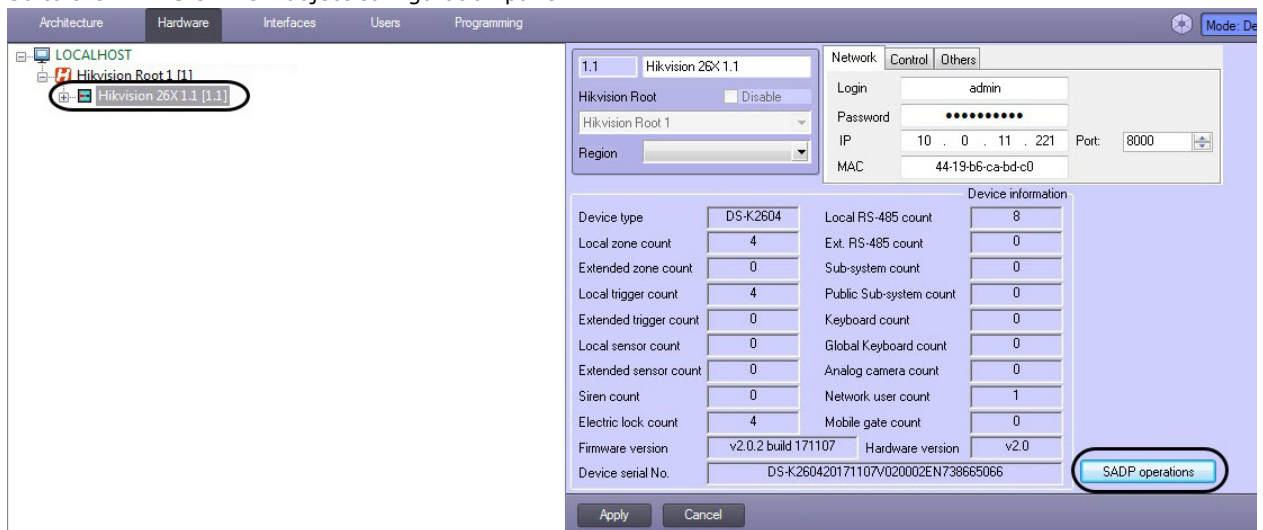 Architecture Hardware Interfaces Users Programming Mode: De
LOCALHOST
Hikvision Root 1 [1]
Hikvision 26X 1.1 [1.1]
1.1 Hikvision 26X 1.1
Hikvision Root Disable
Hikvision Root 1
Region
Network Control Others
Login admin
Password ••••••••••
IP 10 . 0 . 11 . 221 Port: 8000
MAC 44-19-b6-ca-bd-c0
Device information
Device type DS-K2604 Local RS-485 count 8
Local zone count 4 Ext. RS-485 count 0
Extended zone count 0 Sub-system count 0
Local trigger count 4 Public Sub-system count 0
Extended trigger count 0 Keyboard count 0
Local sensor count 0 Global Keyboard count 0
Extended sensor count 0 Analog camera count 0
Siren count 0 Network user count 1
Electric lock count 4 Mobile gate count 0
Firmware version v2.0.2 build 171107 Hardware version v2.0
Device serial No. DS-K260420171107V020002EN738665066 SADP operations
Apply Cancel